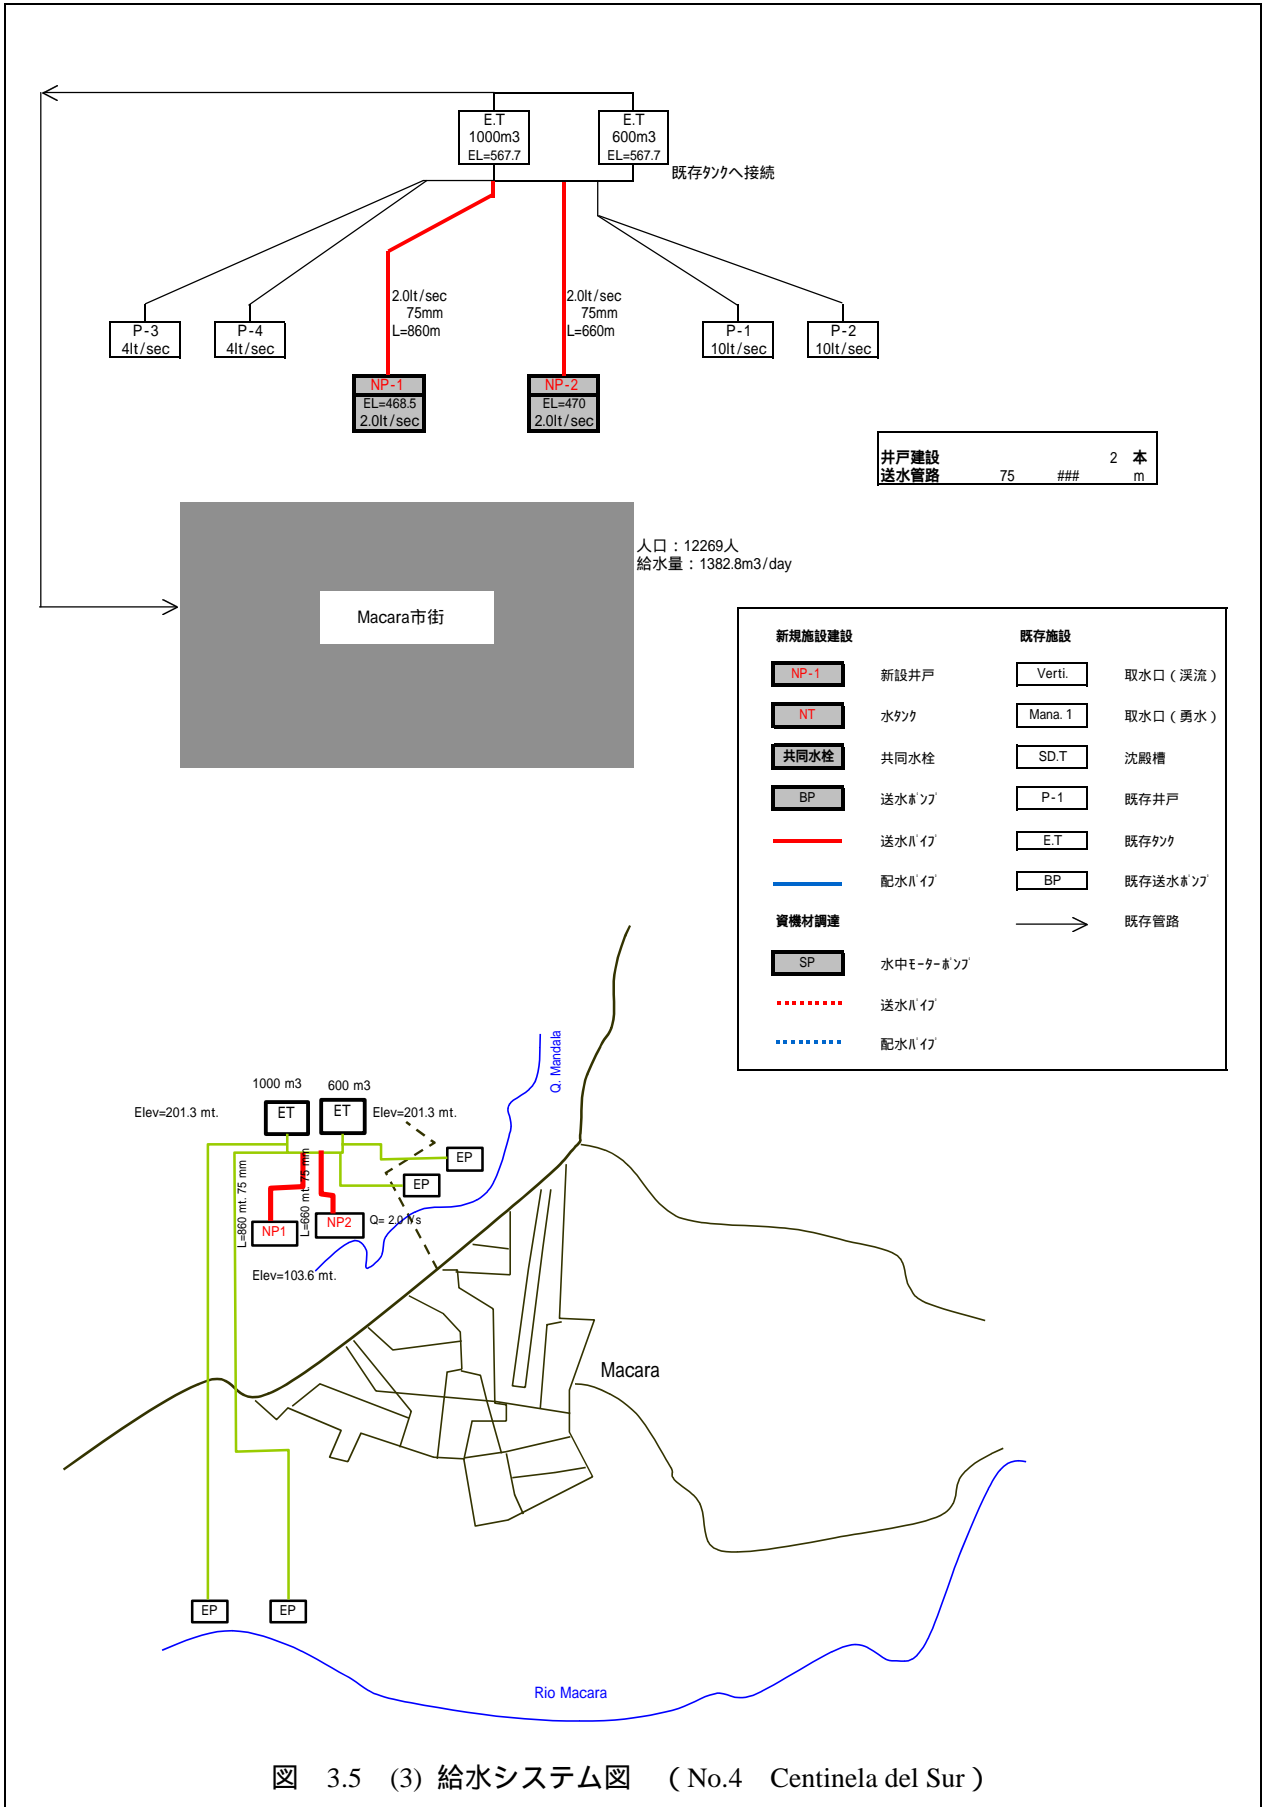 E.T
1000m3
EL=567.7
E.T
600m3
EL=567.7
既存ﾀﾝｸへ接続
2.0lt/sec
75mm
L=860m
2.0lt/sec
75mm
L=660m
P-3
4lt/sec
P-4
4lt/sec
P-1
10lt/sec
P-2
10lt/sec
NP-1
EL=468.5
2.0lt/sec
NP-2
EL=470
2.0lt/sec
井戸建設 2 本
送水管路 75 ### m
人口：12269人
給水量：1382.8m3/day
Macara市街
新規施設建設 既存施設
NP-1 新設井戸 Verti. 取水口（渓流）
NT 水ﾀﾝｸ Mana. 1 取水口（勇水）
共同水栓 共同水栓 SD.T 沈殿槽
BP 送水ﾎﾟﾝﾌﾟ P-1 既存井戸
送水ﾊﾟｲﾌﾟ E.T 既存ﾀﾝｸ
配水ﾊﾟｲﾌﾟ BP 既存送水ﾎﾟﾝﾌﾟ
資機材調達 既存管路
SP 水中ﾓｰﾀｰﾎﾟﾝﾌﾟ
送水ﾊﾟｲﾌﾟ
配水ﾊﾟｲﾌﾟ
Q. Mandala
1000 m3
600 m3
Elev=201.3 mt.
ET
ET
Elev=201.3 mt.
EP
EP
L=860 mt. 75 mm
L=660 mt. 75 mm
NP1
NP2
Q= 2.0 l/s
Elev=103.6 mt.
Macara
EP
EP
Rio Macara
図 3.5 (3) 給水システム図 （No.4 Centinela del Sur）